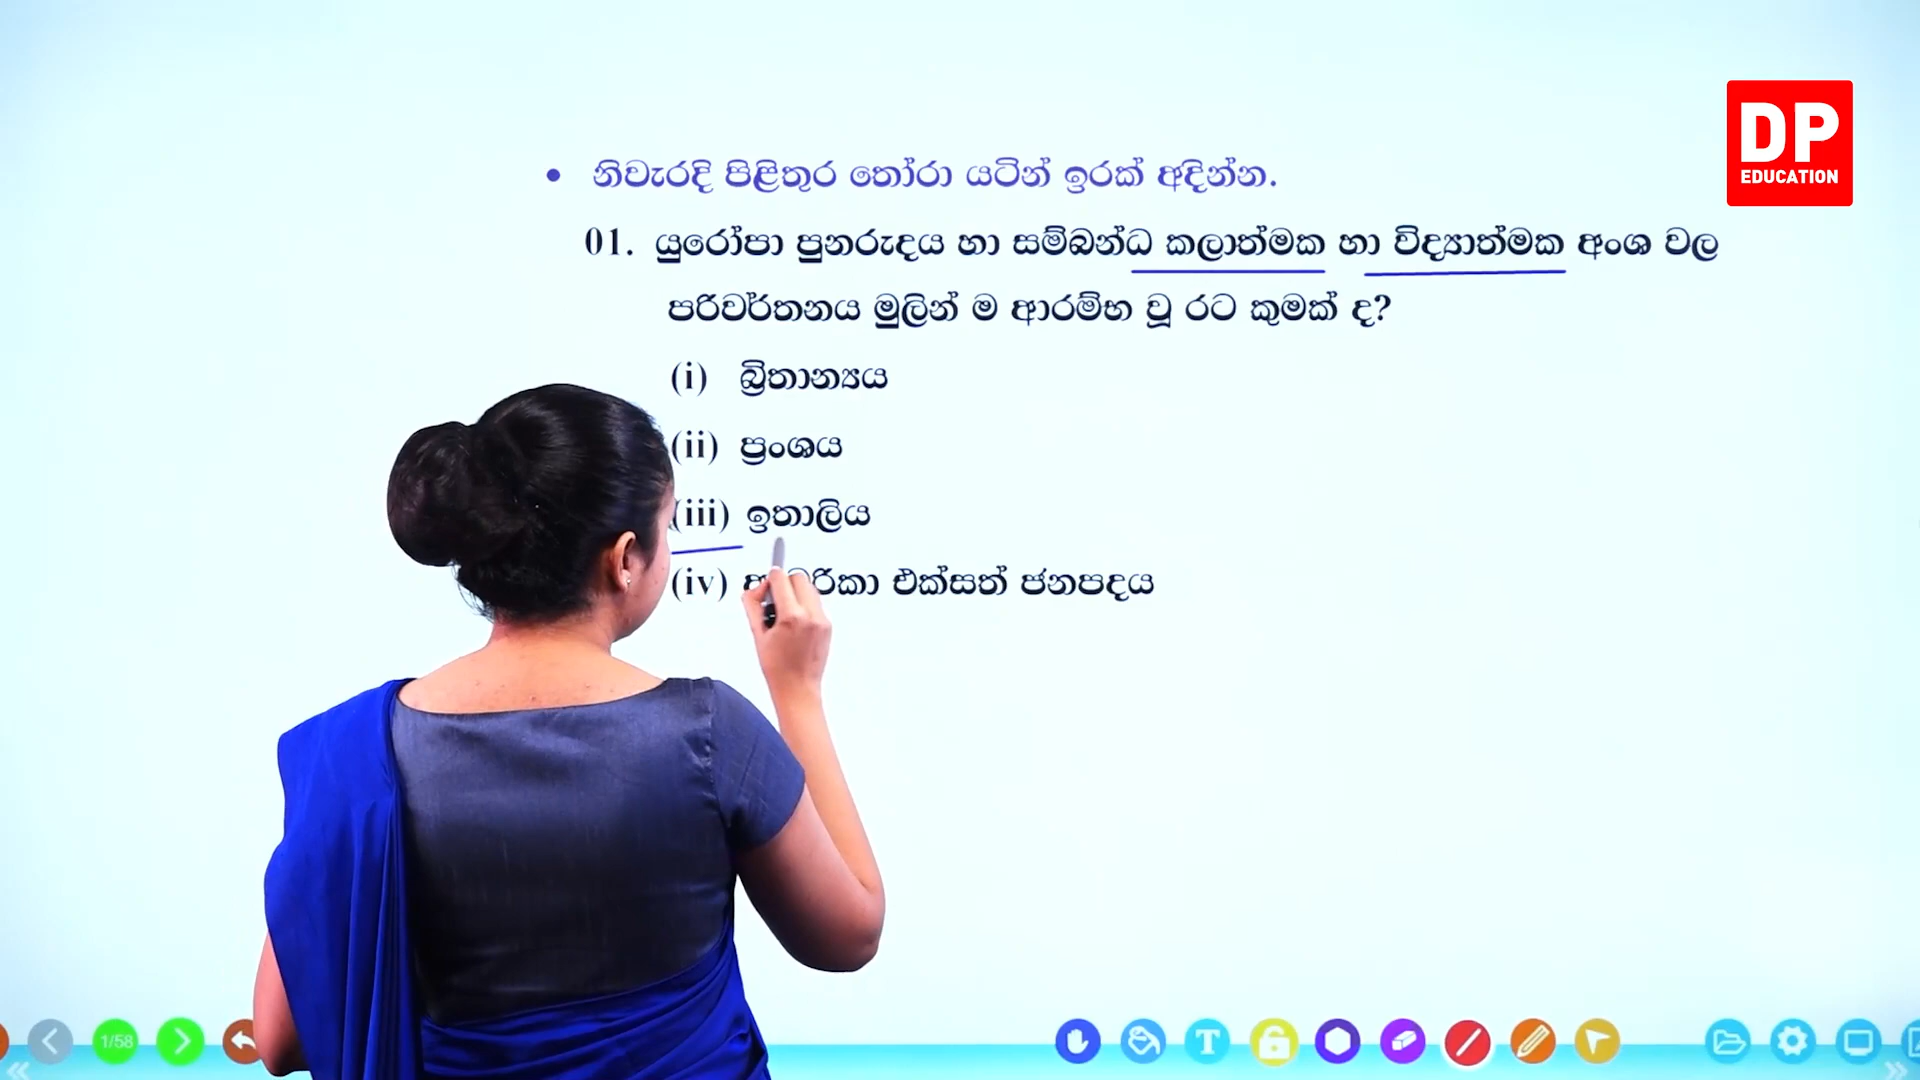 DP
EDUCATION
• නිවැරදි පිළිතුර තෝරා යටින් ඉරක් අදින්න.
01. යුරෝපා පුනරුදය හා සම්බන්ධ කලාත්මක හා විද්‍යාත්මක අංශ වල
පරිවර්තනය මුලින් ම ආරම්භ වූ රට කුමක් ද?
(i) බ්‍රිතාන්‍යය
(ii) ප්‍රංශය
(iii) ඉතාලිය
(iv) එක්සත් ජනපදය
1/58
T